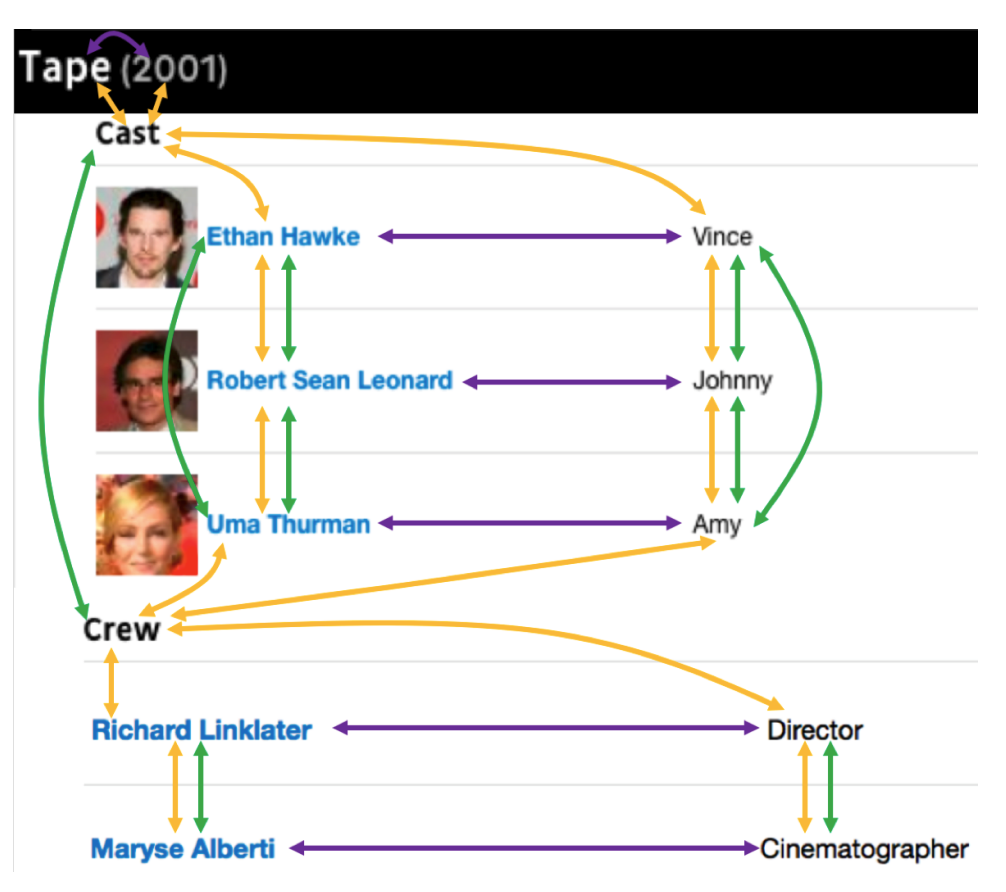 Tape (2001)
Cast
Ethan Hawke Vince
Robert Sean Leonard Johnny
Uma Thurman Amy
Crew
Richard Linklater Director
Maryse Alberti Cinematographer